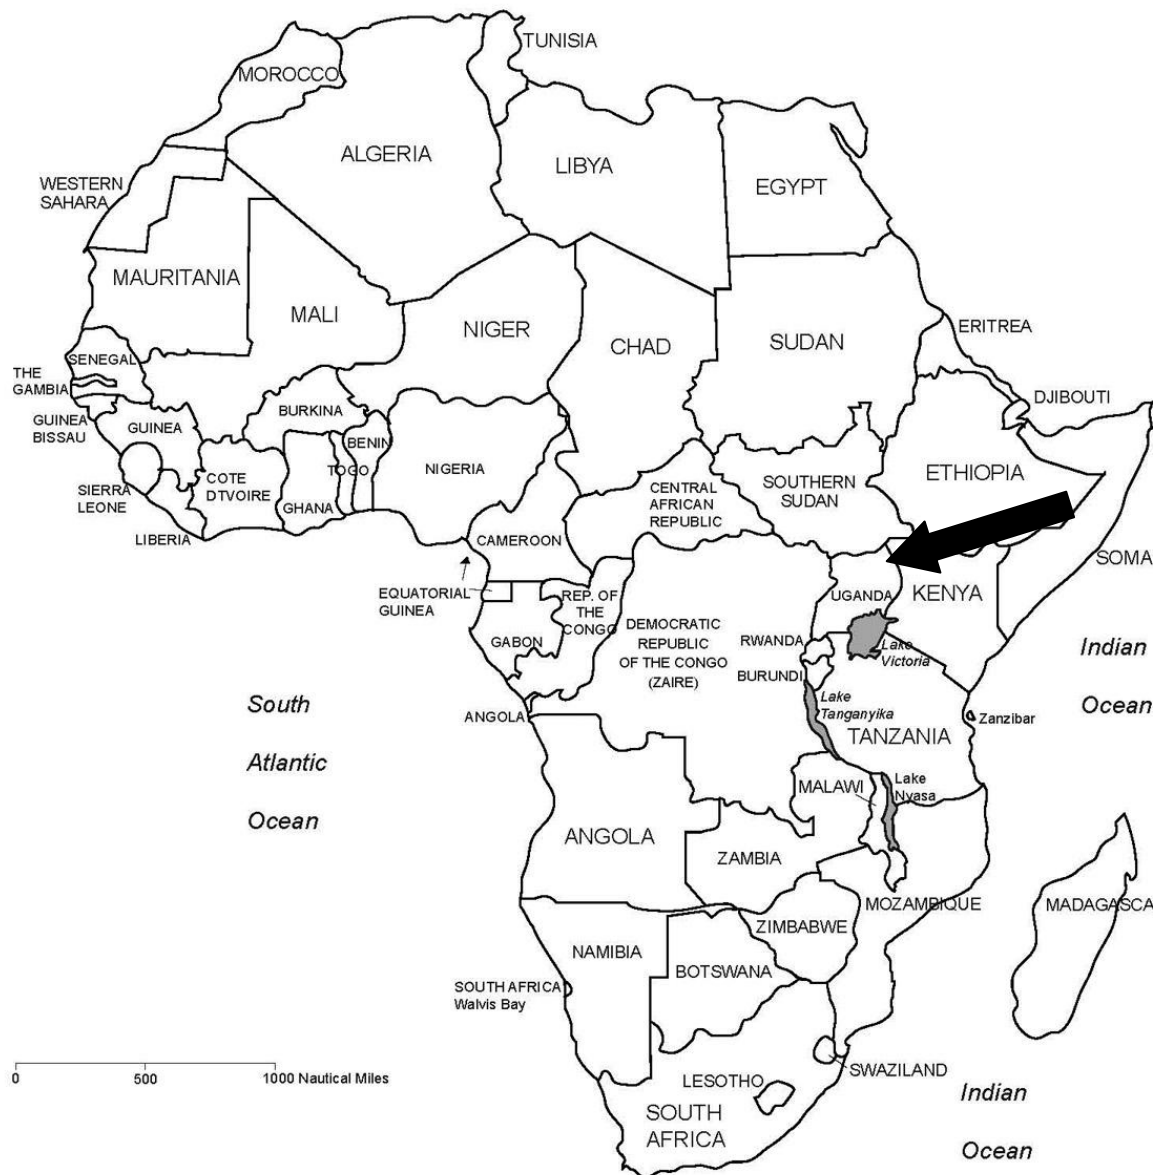 TUNISIA
MOROCCO
ALGERIA
LIBYA
EGYPT
WESTERN
SAHARA
MAURITANIA
MALI
NIGER
CHAD
SUDAN
ERITREA
SENEGAL
THE
GAMBIA
DJIBOUTI
GUINEA
BISSAU
GUINEA
BURKINA
BENIN
TOGO
NIGERIA
COTE
DTVOIRE
GHANA
SIERRA
LEONE
LIBERIA
CENTRAL
AFRICAN
REPUBLIC
SOUTHERN
SUDAN
ETHIOPIA
CAMEROON
SOMA
EQUATORIAL
GUINEA
REP. OF
THE
CONGO
GABON
UGANDA
KENYA
DEMOCRATIC
REPUBLIC
OF THE CONGO
(ZAIRE)
RWANDA
BURUNDI
Lake
Victoria
Indian
Ocean
Lake
Tanganyika
TANZANIA
Zanzibar
South
Atlantic
Ocean
ANGOLA
MALAWI
Lake
Nyasa
ANGOLA
ZAMBIA
MOZAMBIQUE
MADAGASCA
ZIMBABWE
NAMIBIA
BOTSWANA
SOUTH AFRICA
Walvis Bay
SWAZILAND
LESOTHO
SOUTH
AFRICA
0 500 1000 Nautical Miles
Indian
Ocean